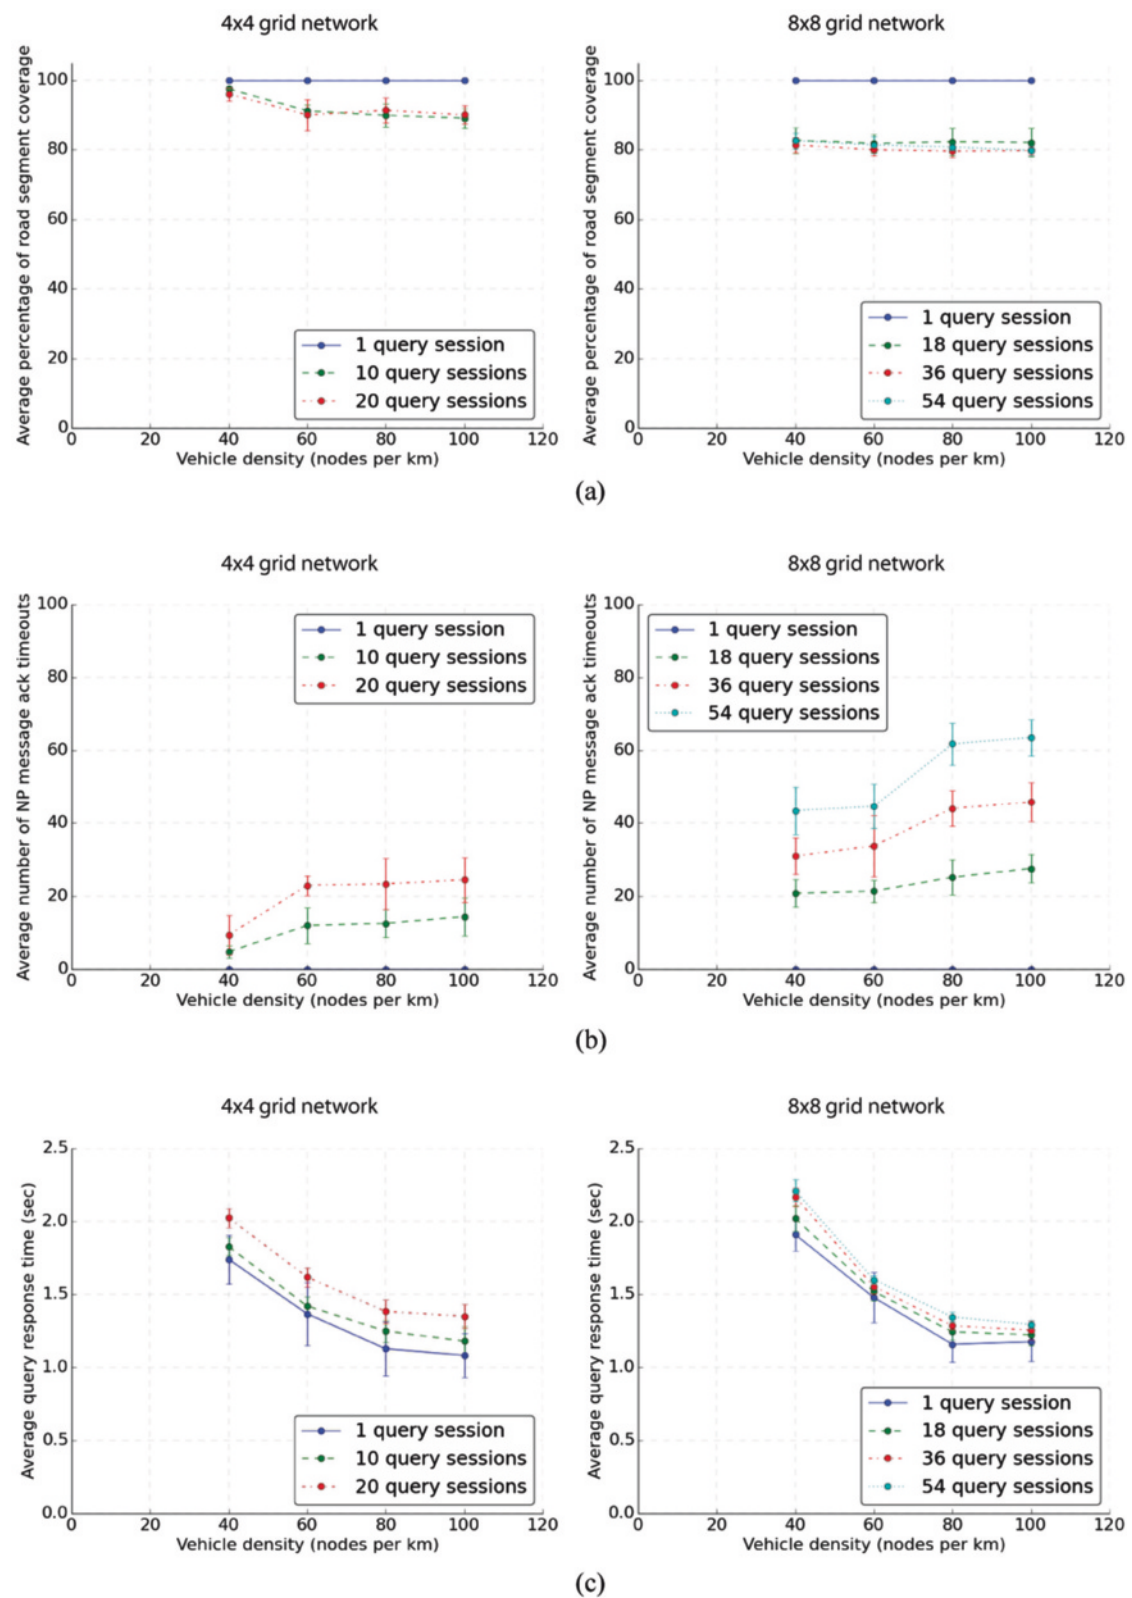 4x4 grid network
Average percentage of road segment coverage
100
80
60
40
20
0
1 query session
10 query sessions
20 query sessions
0 20 40 60 80 100 120
Vehicle density (nodes per km)
8x8 grid network
Average percentage of road segment coverage
100
80
60
40
20
0
1 query session
18 query sessions
36 query sessions
54 query sessions
0 20 40 60 80 100 120
Vehicle density (nodes per km)
(a)
4x4 grid network
Average number of NP message ack timeouts
100
80
60
40
20
0
1 query session
10 query sessions
20 query sessions
0 20 40 60 80 100 120
Vehicle density (nodes per km)
8x8 grid network
Average number of NP message ack timeouts
100
80
60
40
20
0
1 query session
18 query sessions
36 query sessions
54 query sessions
0 20 40 60 80 100 120
Vehicle density (nodes per km)
(b)
4x4 grid network
Average query response time (sec)
2.5
2.0
1.5
1.0
0.5
0.0
1 query session
10 query sessions
20 query sessions
0 20 40 60 80 100 120
Vehicle density (nodes per km)
8x8 grid network
Average query response time (sec)
2.5
2.0
1.5
1.0
0.5
0.0
1 query session
18 query sessions
36 query sessions
54 query sessions
0 20 40 60 80 100 120
Vehicle density (nodes per km)
(c)